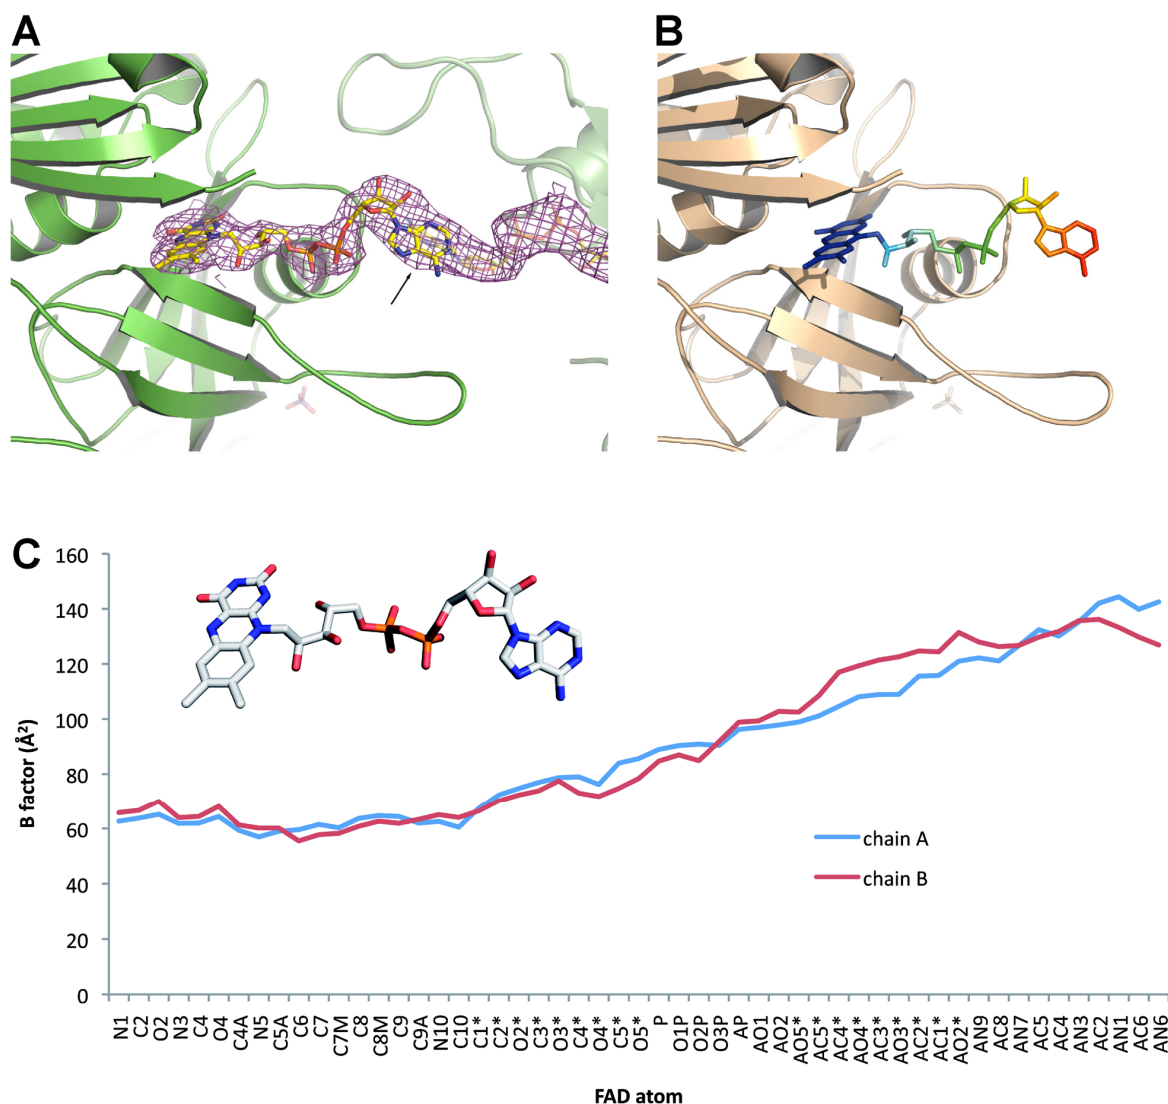 A
B
C
160
140
120
100
80
60
40
20
0
B factor (Å²)
chain A
chain B
N1 C2 O2 N3 C4 O4 C4A N5 C5A C6 C7 C7M C8 C8M C9 C9A N10 C10 C1* C2* O2* C3* O3* C4* O4* C5* O5* P O1P O2P O3P AP AO1 AO2 AO5* AC5* AC4* AO4* AC3* AO3* AC2* AC1* AO2* AN9 AC8 AN7 AC5 AC4 AN3 AC2 AN1 AC6 AN6
FAD atom